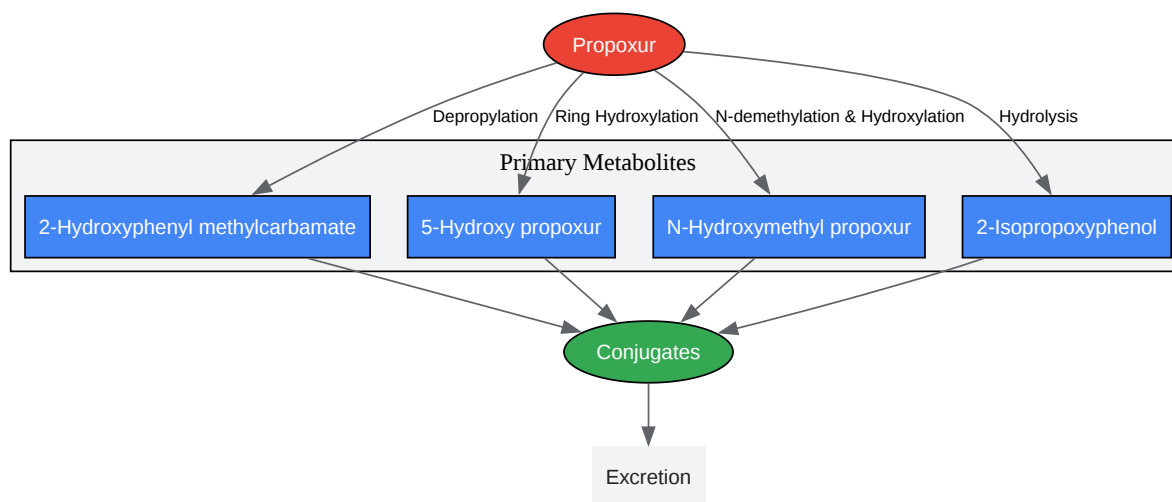 Propoxur
Depropylation
Ring Hydroxylation
N-demethylation & Hydroxylation
Hydrolysis
Primary Metabolites
2-Hydroxyphenyl methylcarbamate
5-Hydroxy propoxur
N-Hydroxymethyl propoxur
2-Isopropoxyphenol
Conjugates
Excretion